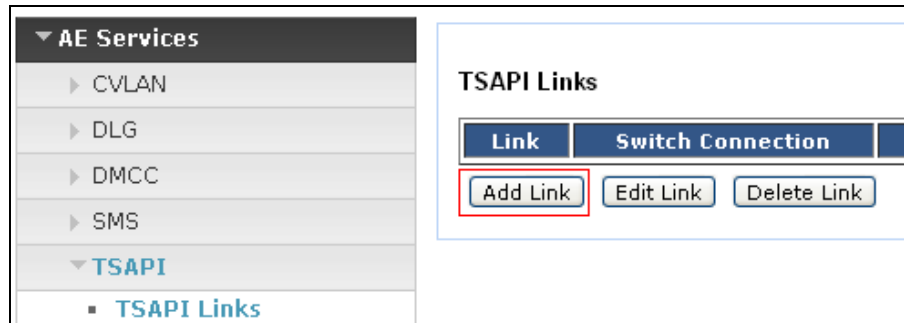 AE Services
CVLAN
DLG
DMCC
SMS
TSAPI
TSAPI Links
TSAPI Links
Link Switch Connection
Add Link Edit Link Delete Link